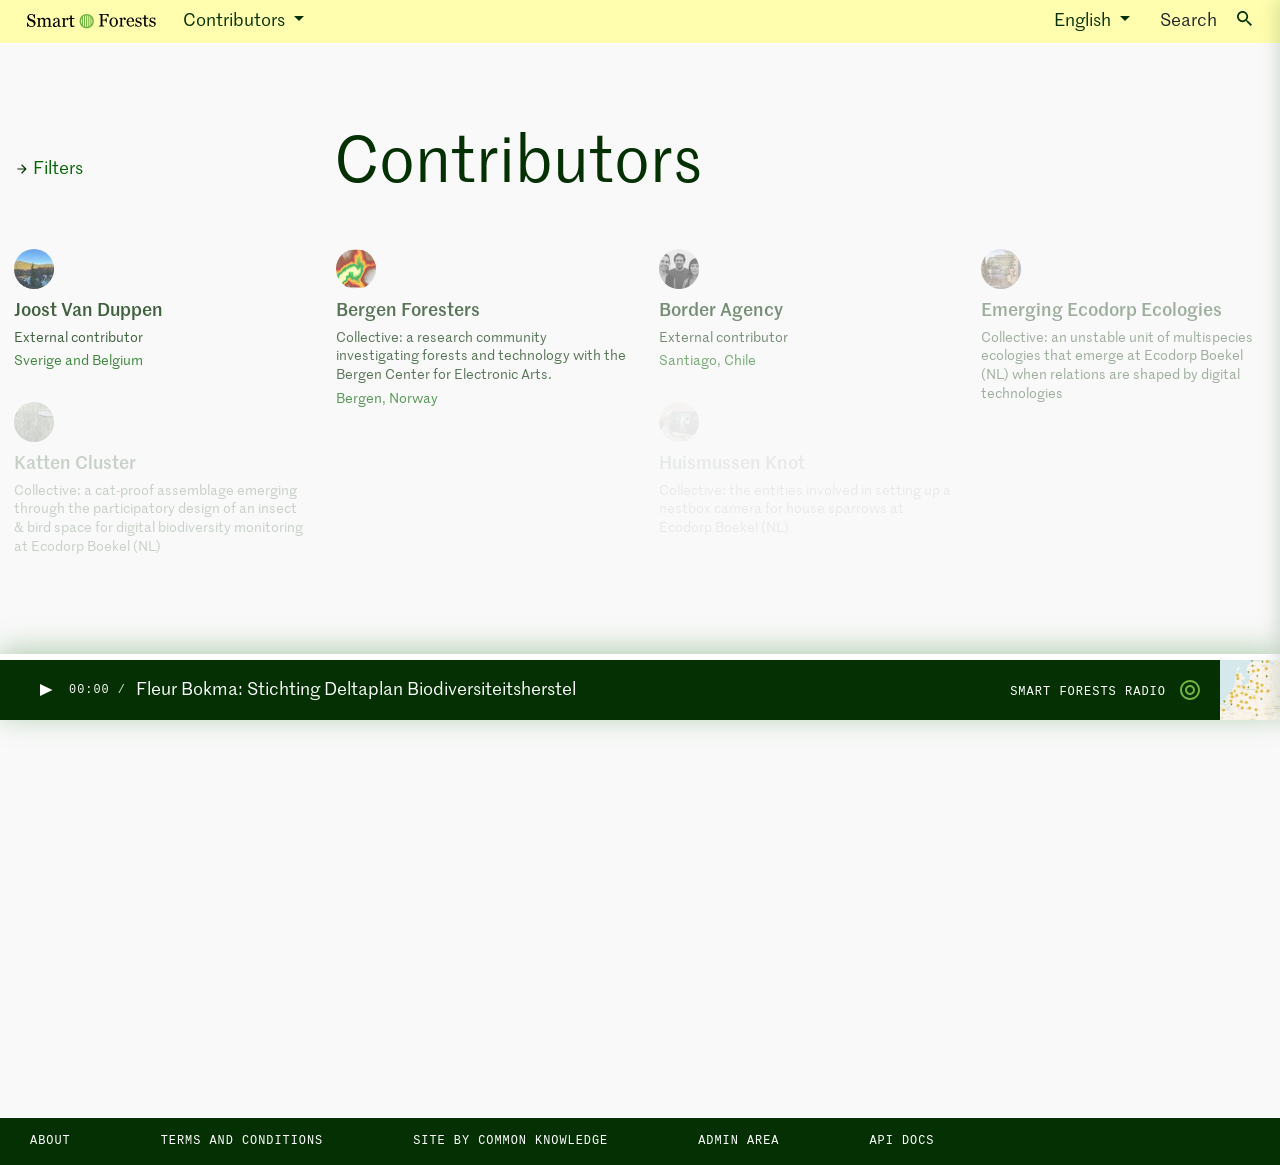 Smart Forests
Contributors
English
Search
→ Filters
Contributors
Joost Van Duppen
External contributor
Sverige and Belgium
Bergen Foresters
Collective: a research community
investigating forests and technology with the
Bergen Center for Electronic Arts.
Bergen, Norway
Border Agency
External contributor
Santiago, Chile
Emerging Ecodorp Ecologies
Collective: an unstable unit of multispecies
ecologies that emerge at Ecodorp Boekel
(NL) when relations are shaped by digital
technologies
Katten Cluster
Collective: a cat-proof assemblage emerging
through the participatory design of an insect
& bird space for digital biodiversity monitoring
at Ecodorp Boekel (NL)
Huismussen Knot
Collective: the entities involved in setting up a
nestbox camera for house sparrows at
Ecodorp Boekel (NL)
00:00 /
Fleur Bokma: Stichting Deltaplan Biodiversiteitsherstel
SMART FORESTS RADIO
ABOUT
TERMS AND CONDITIONS
SITE BY COMMON KNOWLEDGE
ADMIN AREA
API DOCS